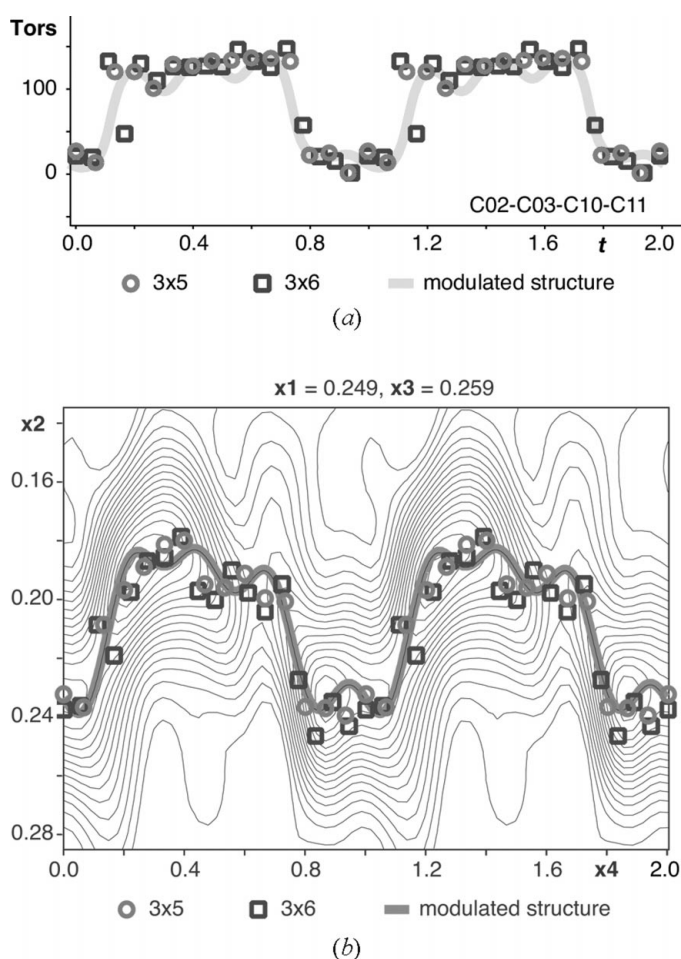 Tors
100
0
C02-C03-C10-C11
0.0 0.4 0.8 1.2 1.6 t 2.0
3x5 3x6 modulated structure
(a)
x1 = 0.249, x3 = 0.259
x2
0.16
0.20
0.24
0.28
0.0 0.4 0.8 1.2 1.6 x4 2.0
3x5 3x6 modulated structure
(b)